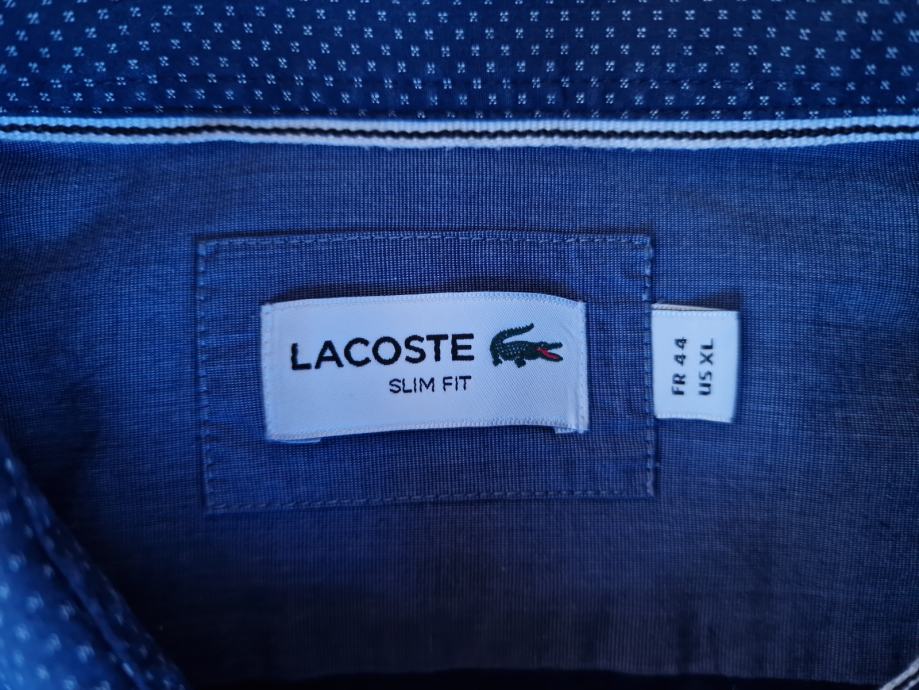 LACOSTE
SLIM FIT
FR 44
US XL